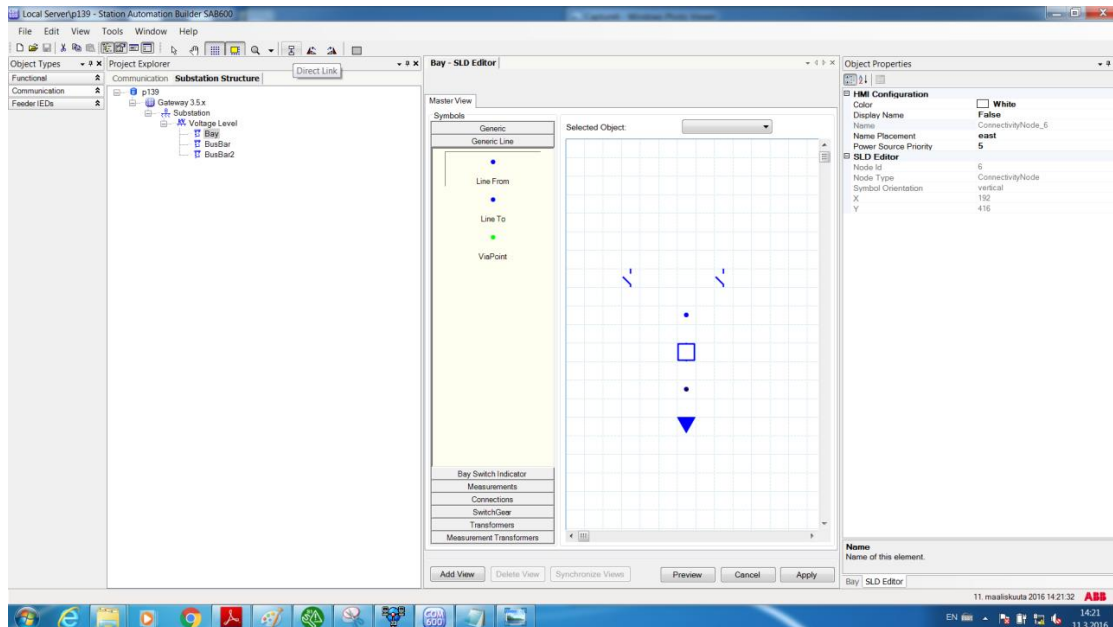 Local Server\p139 - Station Automation Builder SAB600
File Edit View Tools Window Help
Direct Link
Object Types
Functional
Communication
Feeder IEDs
Project Explorer
Communication Substation Structure
p139
Gateway 3.5.x
Substation
Voltage Level
Bay
BusBar
BusBar2
Bay - SLD Editor
Master View
Symbols
Generic
Generic Line
Line From
Line To
ViaPoint
Bay Switch Indicator
Measurements
Connections
SwitchGear
Transformers
Measurement Transformers
Selected Object:
Add View Delete View Synchronize Views Preview Cancel Apply
Object Properties
HMI Configuration
Color White
Display Name False
Name ConnectivityNode_6
Name Placement east
Power Source Priority 5
SLD Editor
Node Id 6
Node Type ConnectivityNode
Symbol Orientation vertical
X 192
Y 416
Name
Name of this element.
Bay SLD Editor
11. maaliskuuta 2016 14:21:32 ABB
COM
600
EN
14:21
11.3.2016